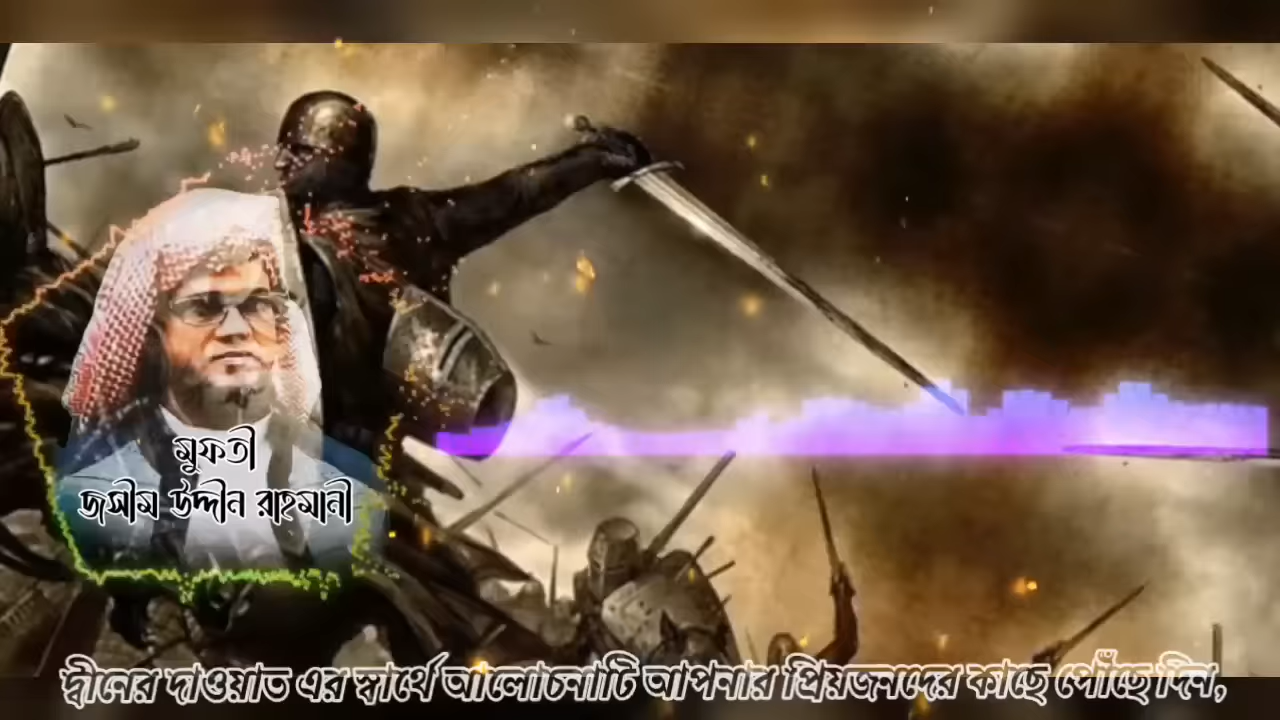 মুফতী
জসীম উদ্দীন রাহমানী
দ্বীনের দাওয়াত এর স্বার্থে আলোচনাটি আপনার প্রিয়জনদের কাছে পৌঁছে দিন,